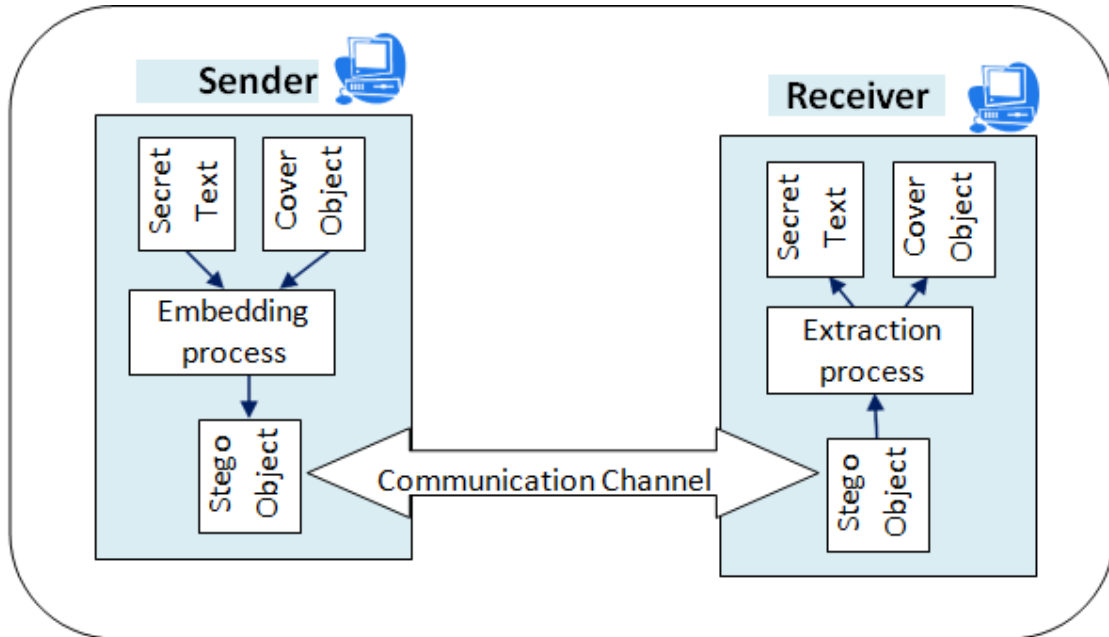 Sender
Secret
Text
Cover
Object
Embedding
process
Stego
Object
Communication Channel
Receiver
Secret
Text
Cover
Object
Extraction
process
Stego
Object